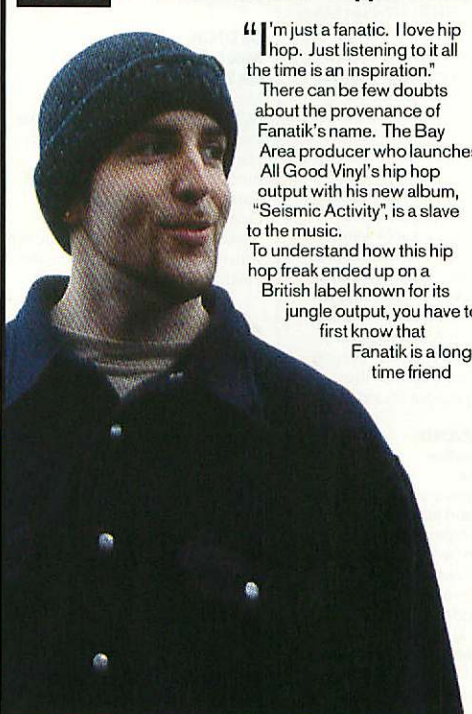 "I'm just a fanatic. I love hip
hop. Just listening to it all
the time is an inspiration."
There can be few doubts
about the provenance of
Fanatik's name. The Bay
Area producer who launches
All Good Vinyl's hip hop
output with his new album,
"Seismic Activity", is a slave
to the music.
To understand how this hip
hop freak ended up on a
British label known for its
jungle output, you have to
first know that
Fanatik is a long
time friend